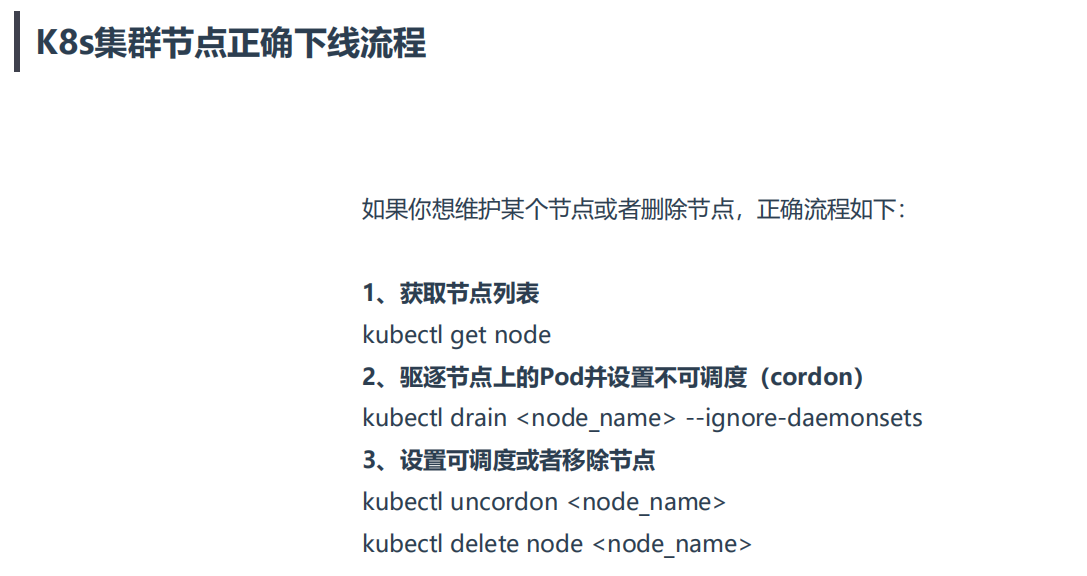 K8s集群节点正确下线流程
如果你想维护某个节点或者删除节点，正确流程如下：
1、获取节点列表
kubectl get node
2、驱逐节点上的Pod并设置不可调度（cordon）
kubectl drain <node_name> --ignore-daemonsets
3、设置可调度或者移除节点
kubectl uncordon <node_name>
kubectl delete node <node_name>